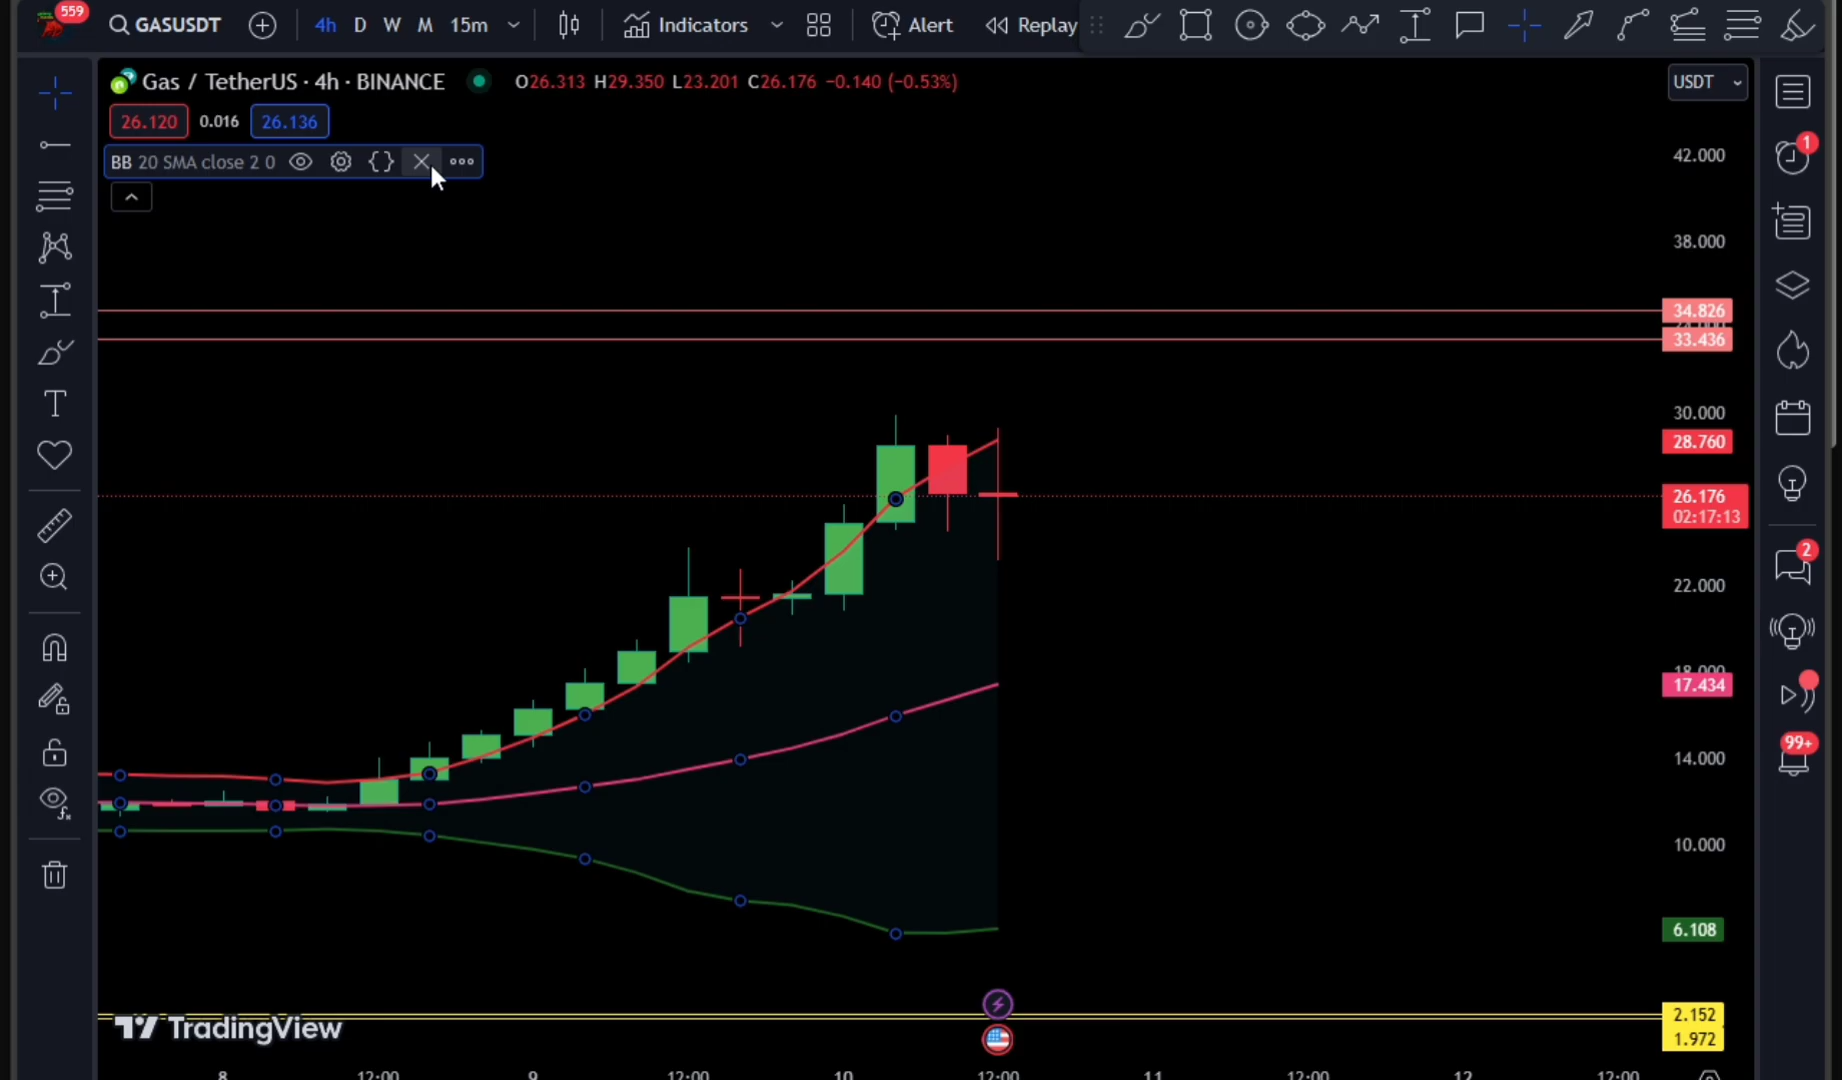 559
GASUSDT
4h D W M 15m
Indicators
Alert
Replay
Gas / TetherUS · 4h · BINANCE
O26.313 H29.350 L23.201 C26.176 −0.140 (−0.53%)
USDT
26.120 0.016 26.136
BB 20 SMA close 2 0
1
42.000
38.000
34.826
33.436
30.000
28.760
26.176
02:17:13
22.000
2
18.000
17.434
99+
14.000
10.000
6.108
2.152
1.972
TradingView
8 12:00 9 12:00 10 12:00 11 12:00 12 12:00